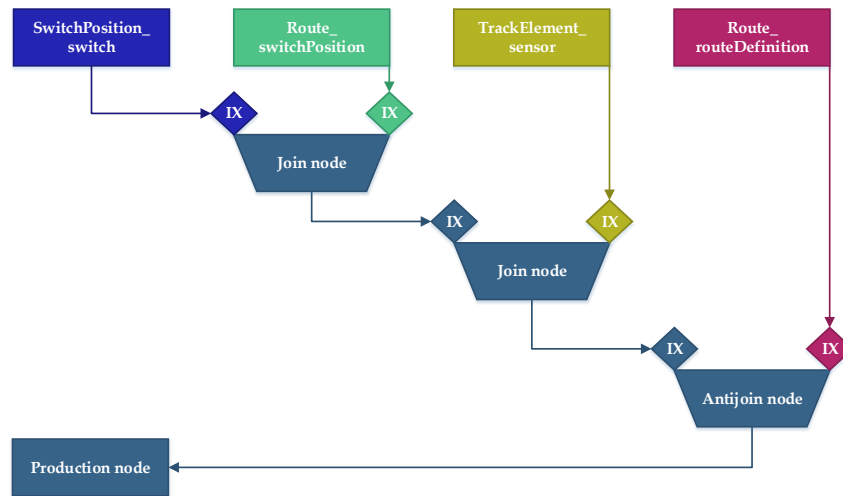 SwitchPosition_
switch
Route_
switchPosition
TrackElement_
sensor
Route_
routeDefinition
IX
IX
Join node
IX
IX
Join node
IX
IX
Antijoin node
Production node